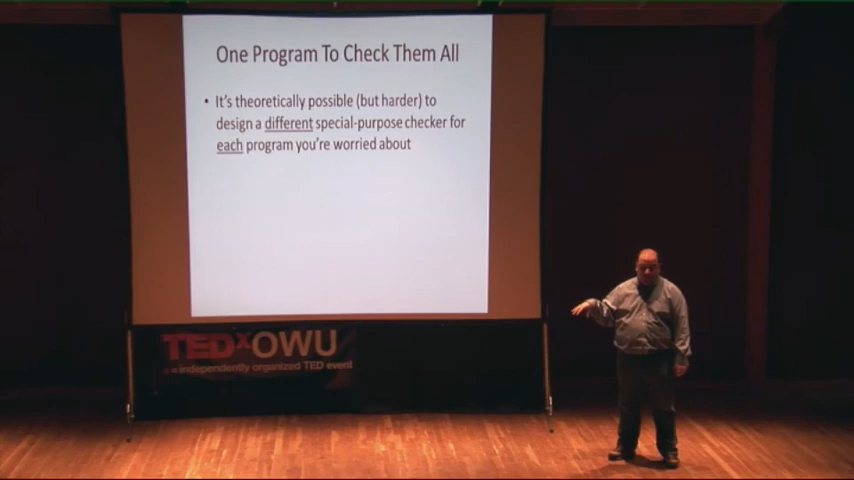 One Program To Check Them All
• It's theoretically possible (but harder) to
design a different special-purpose checker for
each program you're worried about
TEDxOWU
x = independently organized TED event